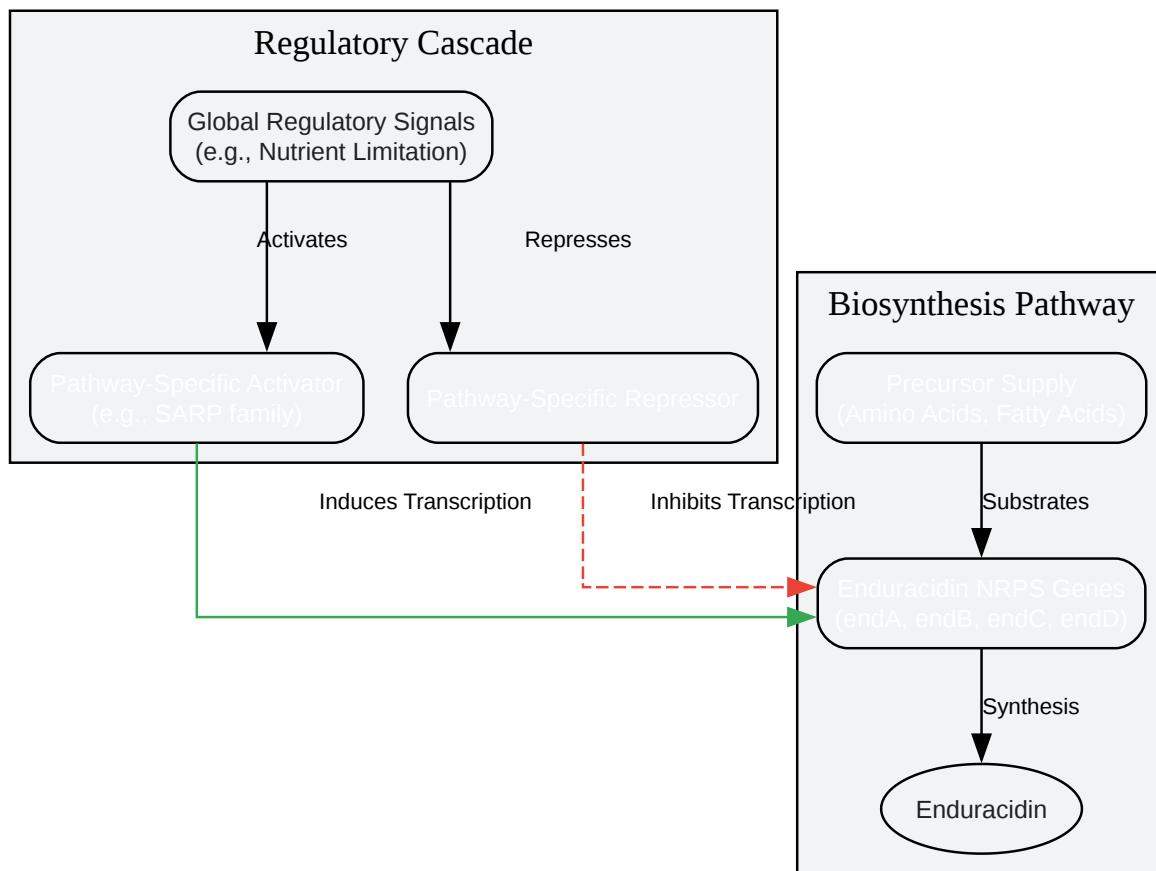 Regulatory Cascade
Global Regulatory Signals
(e.g., Nutrient Limitation)
Activates
Represses
Pathway-Specific Activator
(e.g., SARP family)
Pathway-Specific Repressor
Induces Transcription
Inhibits Transcription
Biosynthesis Pathway
Precursor Supply
(Amino Acids, Fatty Acids)
Substrates
Enduracidin NRPS Genes
(endA, endB, endC, endD)
Synthesis
Enduracidin